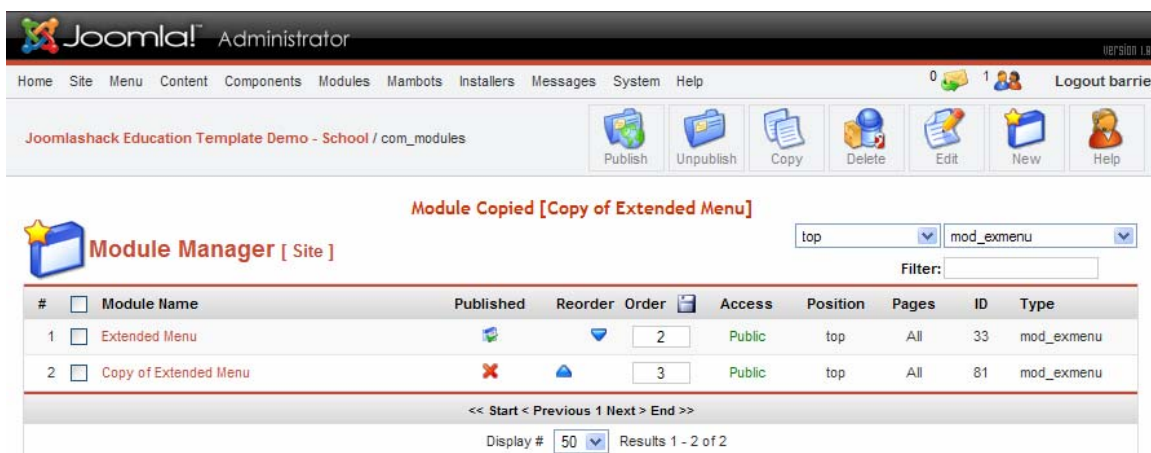 Joomla!™ Administrator
version 1.0
Home Site Menu Content Components Modules Mambots Installers Messages System Help 0 1 Logout barrie
Joomlashack Education Template Demo - School / com_modules
Publish Unpublish Copy Delete Edit New Help
Module Copied [Copy of Extended Menu]
Module Manager [ Site ]
top mod_exmenu
Filter:
# Module Name Published Reorder Order Access Position Pages ID Type
1 Extended Menu 2 Public top All 33 mod_exmenu
2 Copy of Extended Menu 3 Public top All 81 mod_exmenu
<< Start < Previous 1 Next > End >>
Display # 50 Results 1 - 2 of 2